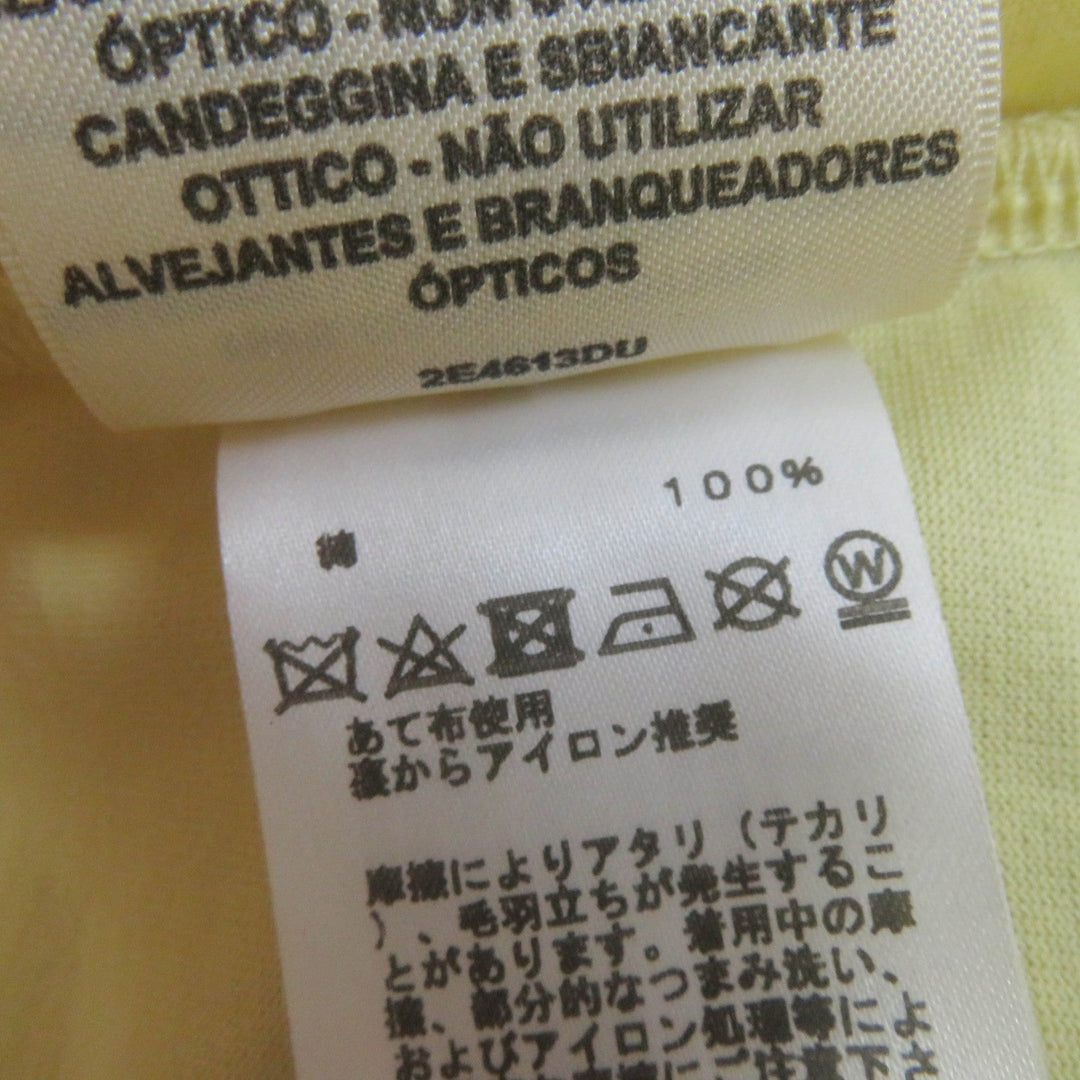 ÓPTICO - NON
CANDEGGINA E SBIANCANTE
OTTICO - NÃO UTILIZAR
ALVEJANTES E BRANQUEADORES
ÓPTICOS
2E4613DU
100%
W
あて布使用
裏からアイロン推奨
摩擦によりアタリ（テカリ
）、毛羽立ちが発生するこ
とがあります。着用中の摩
擦、部分的なつまみ洗い、
およびアイロン処理等によ